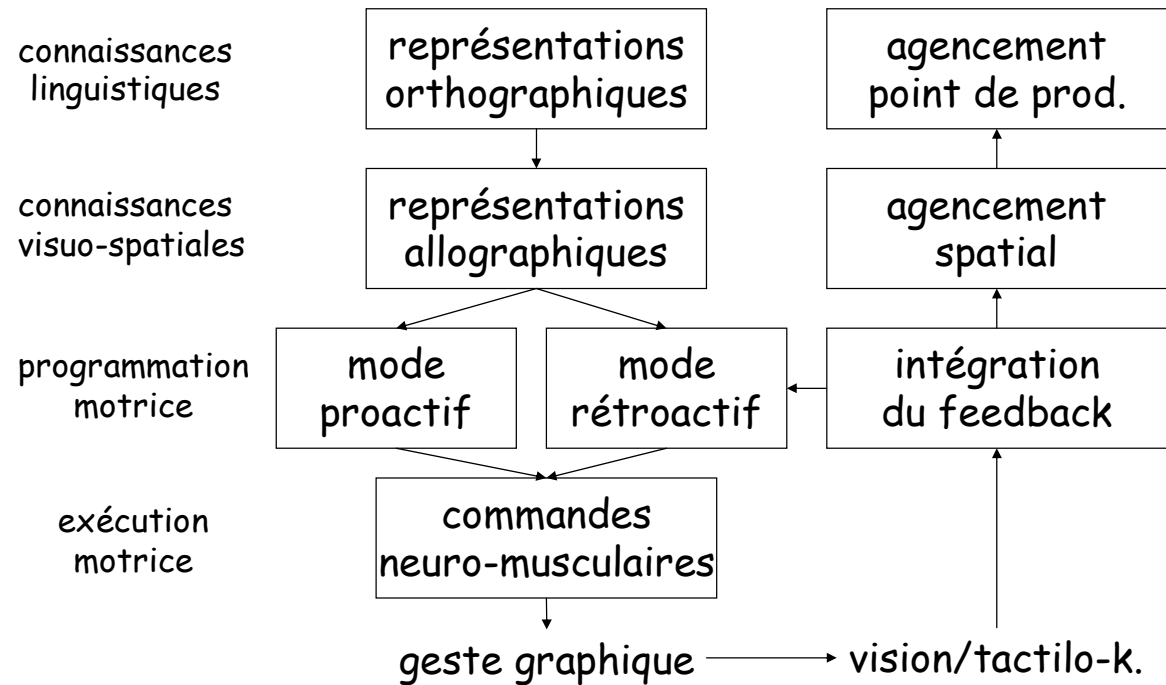 connaissances
linguistiques
représentations
orthographiques
agencement
point de prod.
connaissances
visuo-spatiales
représentations
allographiques
agencement
spatial
programmation
motrice
mode
proactif
mode
rétroactif
intégration
du feedback
exécution
motrice
commandes
neuro-musculaires
geste graphique
vision/tactilo-k.